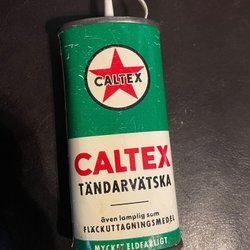 CALTEX
CALTEX
TÄNDARVÄTSKA
även lämplig som
FLÄCKUTTAGNINGSMEDEL
MYCKET ELDFARLIGT